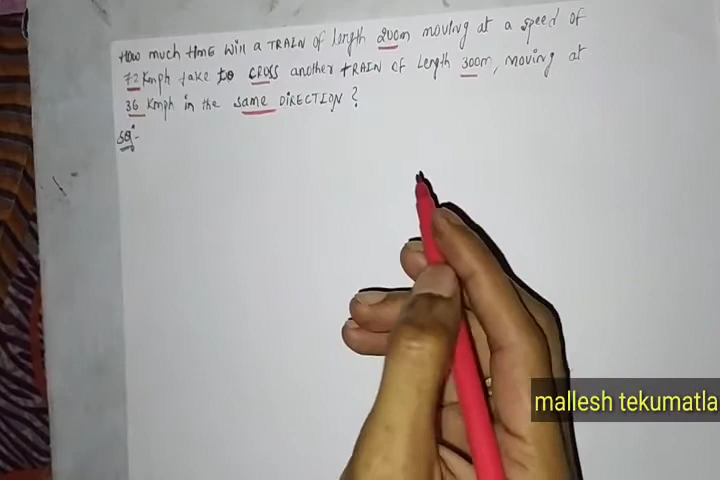 How much time will a TRAIN of length 200m moving at a speed of
72 Kmph take to CROSS another TRAIN of Length 300m, moving at
36 Kmph in the same DIRECTION ?
Sol:-
mallesh tekumatla